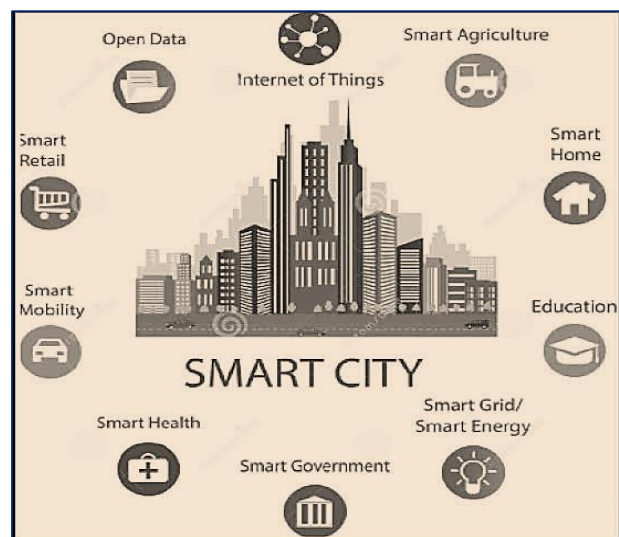 Open Data
Smart Agriculture
Internet of Things
Smart
Retail
Smart
Home
Smart
Mobility
Education
SMART CITY
Smart Grid/
Smart Energy
Smart Health
Smart Government